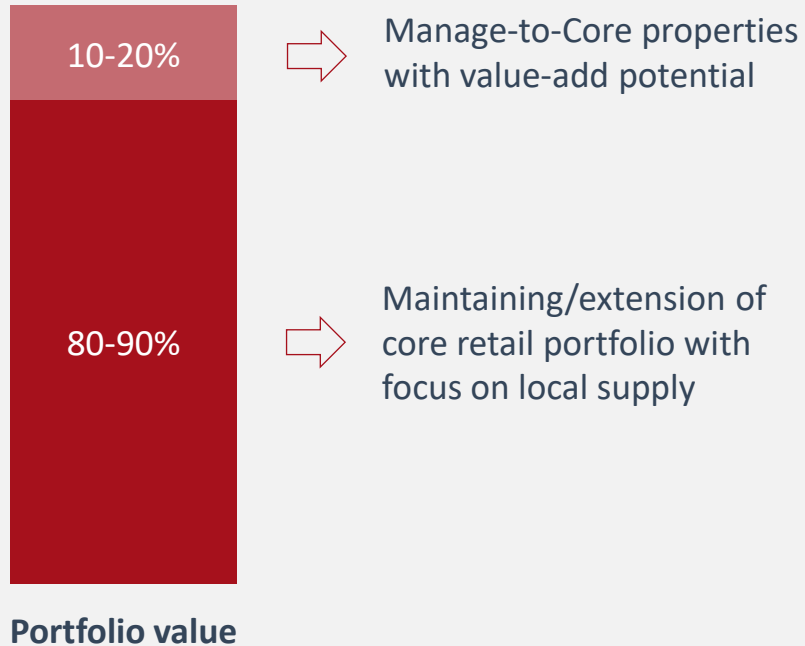 10-20%
Manage-to-Core properties
with value-add potential
80-90%
Maintaining/extension of
core retail portfolio with
focus on local supply
Portfolio value